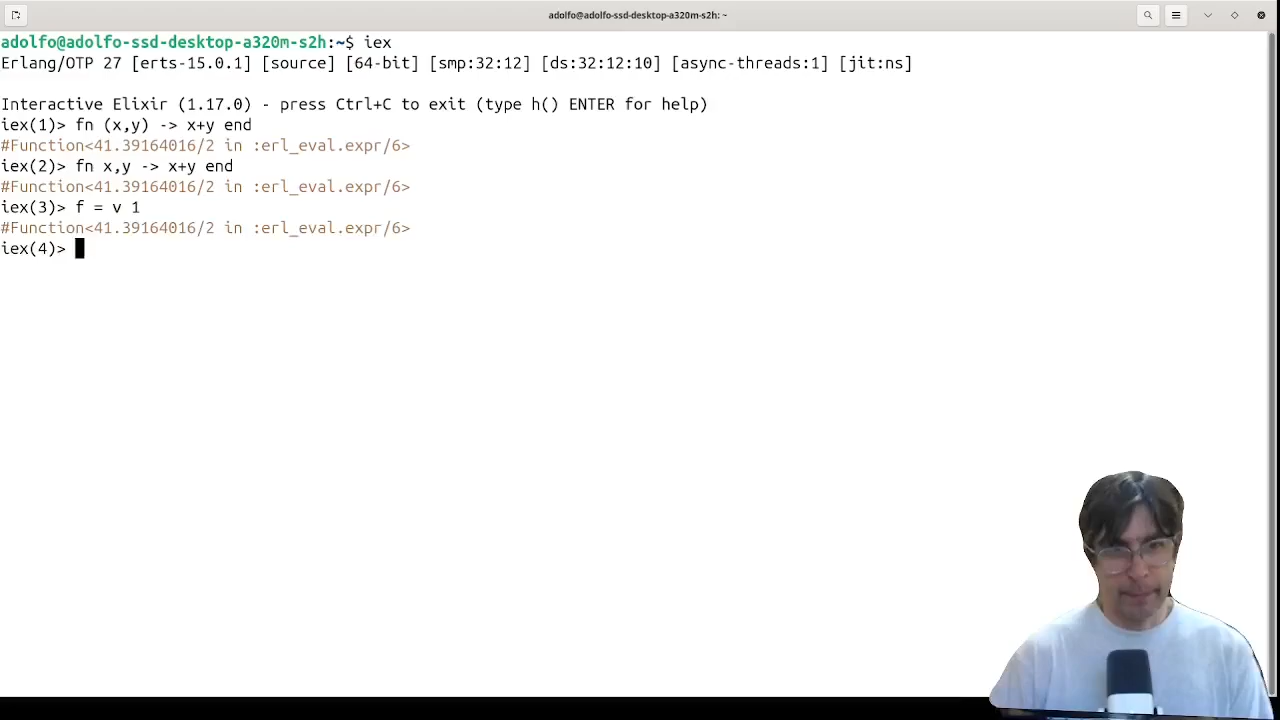 adolfo@adolfo-ssd-desktop-a320m-s2h: ~
adolfo@adolfo-ssd-desktop-a320m-s2h:~$ iex
Erlang/OTP 27 [erts-15.0.1] [source] [64-bit] [smp:32:12] [ds:32:12:10] [async-threads:1] [jit:ns]
Interactive Elixir (1.17.0) - press Ctrl+C to exit (type h() ENTER for help)
iex(1)> fn (x,y) -> x+y end
#Function<41.39164016/2 in :erl_eval.expr/6>
iex(2)> fn x,y -> x+y end
#Function<41.39164016/2 in :erl_eval.expr/6>
iex(3)> f = v 1
#Function<41.39164016/2 in :erl_eval.expr/6>
iex(4)>